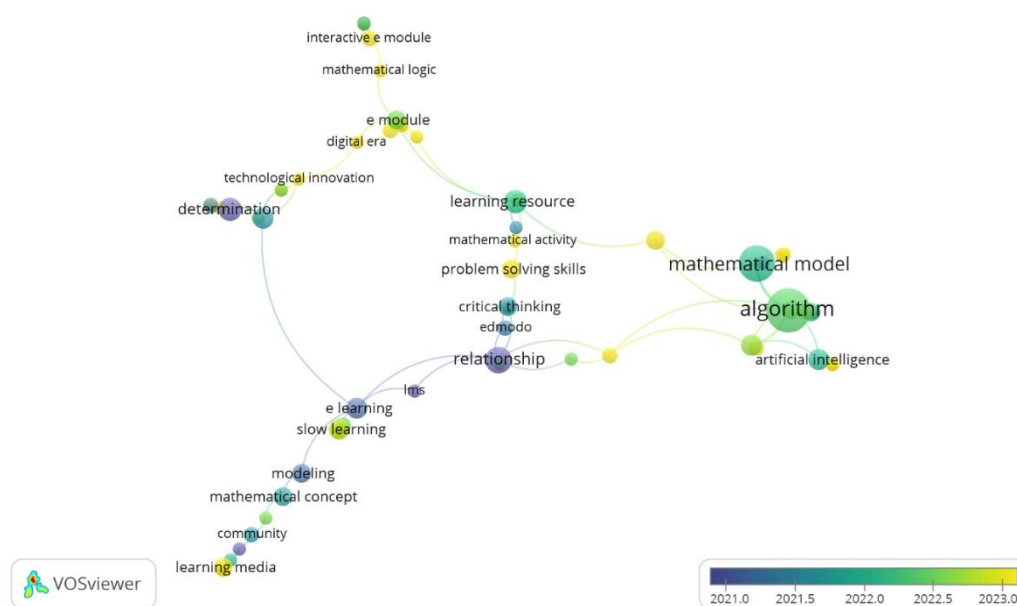 interactive e module
mathematical logic
e module
digital era
technological innovation
determination
learning resource
mathematical activity
problem solving skills
mathematical model
algorithm
critical thinking
edmodo
relationship
artificial intelligence
lms
e learning
slow learning
modeling
mathematical concept
community
learning media
VOSviewer
2021.0 2021.5 2022.0 2022.5 2023.0